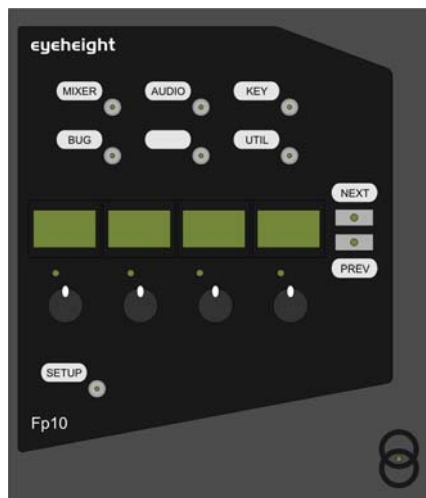 eyeheight
MIXER AUDIO KEY
BUG UTIL
NEXT
PREV
SETUP
Fp10